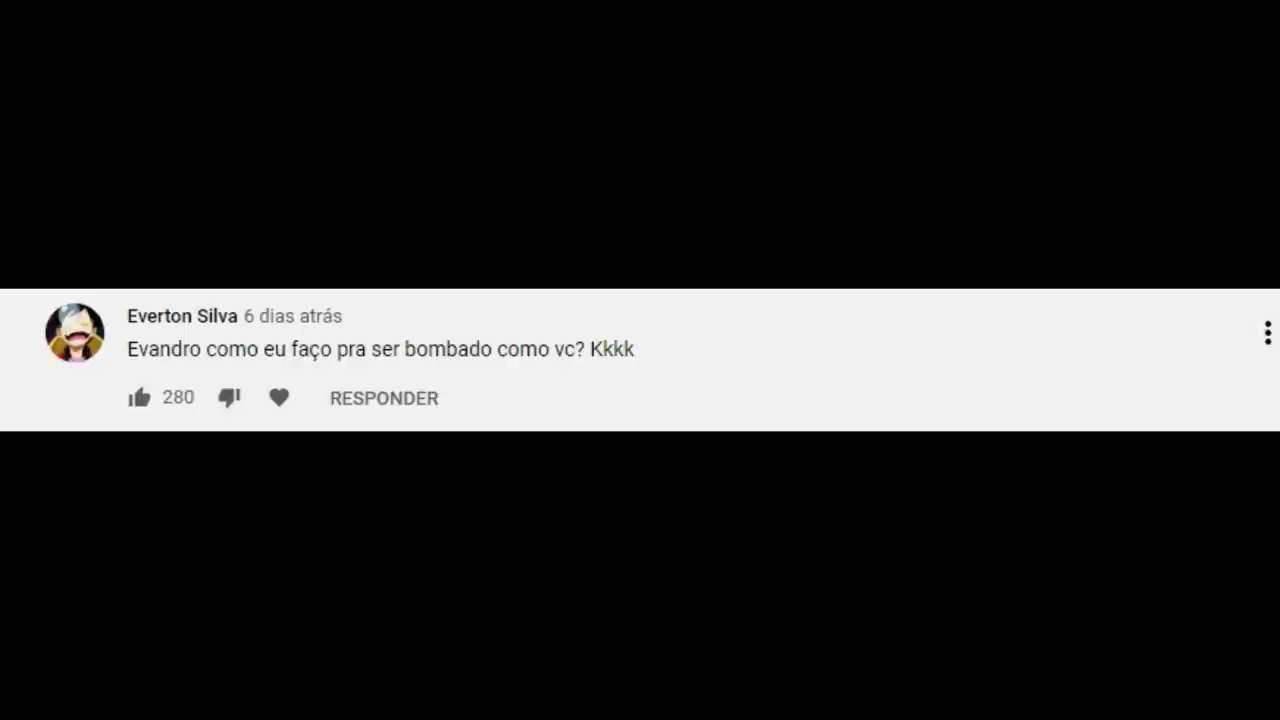 Everton Silva 6 dias atrás
Evandro como eu faço pra ser bombado como vc? Kkkk
280 RESPONDER